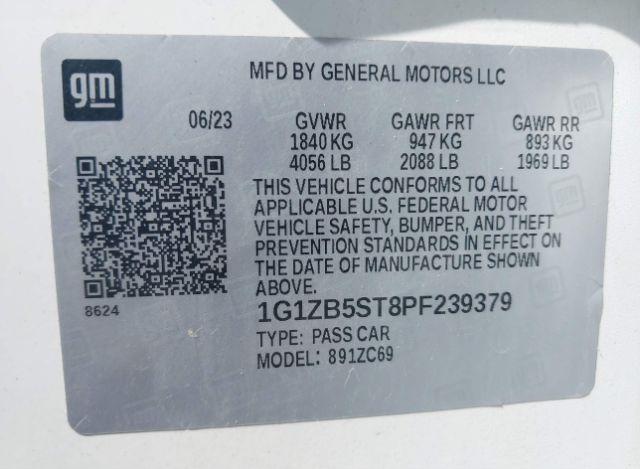 gm
MFD BY GENERAL MOTORS LLC
06/23 GVWR GAWR FRT GAWR RR
1840 KG 947 KG 893 KG
4056 LB 2088 LB 1969 LB
THIS VEHICLE CONFORMS TO ALL
APPLICABLE U.S. FEDERAL MOTOR
VEHICLE SAFETY, BUMPER, AND THEFT
PREVENTION STANDARDS IN EFFECT ON
THE DATE OF MANUFACTURE SHOWN
ABOVE.
8624
1G1ZB5ST8PF239379
TYPE: PASS CAR
MODEL: 891ZC69